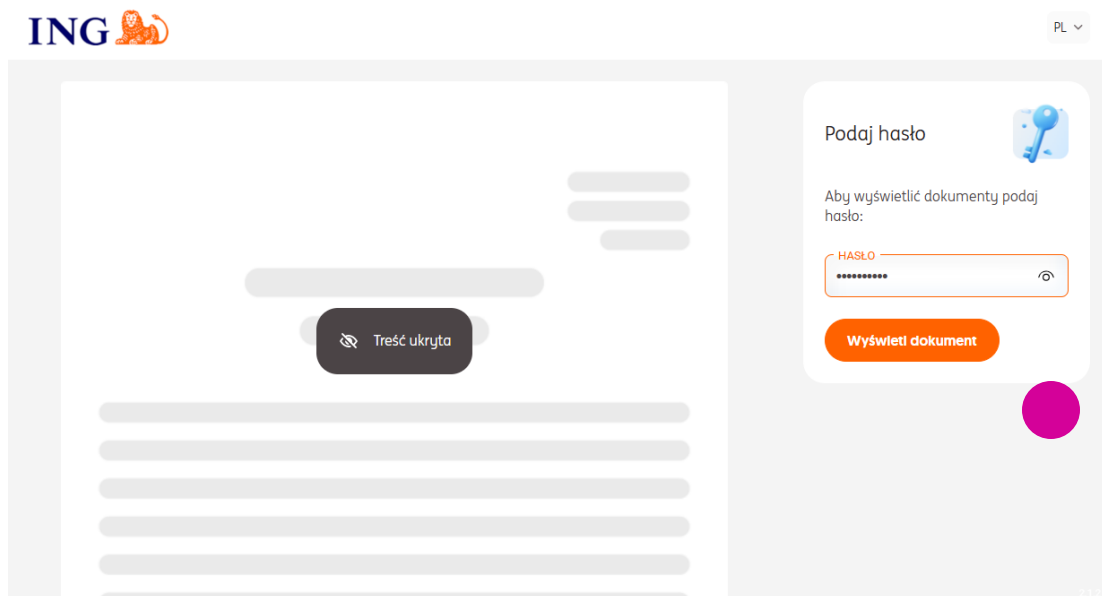 ING
PL
Podaj hasło
Aby wyświetlić dokumenty podaj
hasło:
HASŁO
••••••••••
Wyświetl dokument
Treść ukryta